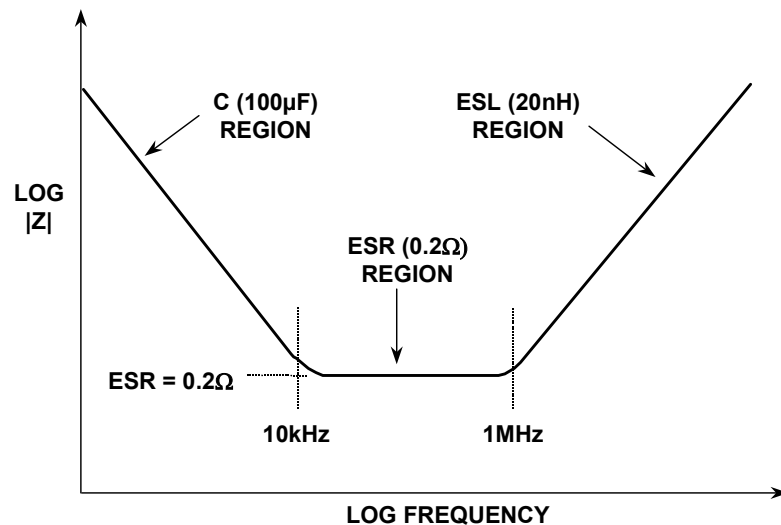 C (100µF)
REGION
ESL (20nH)
REGION
LOG
|Z|
ESR (0.2Ω)
REGION
ESR = 0.2Ω
10kHz
1MHz
LOG FREQUENCY